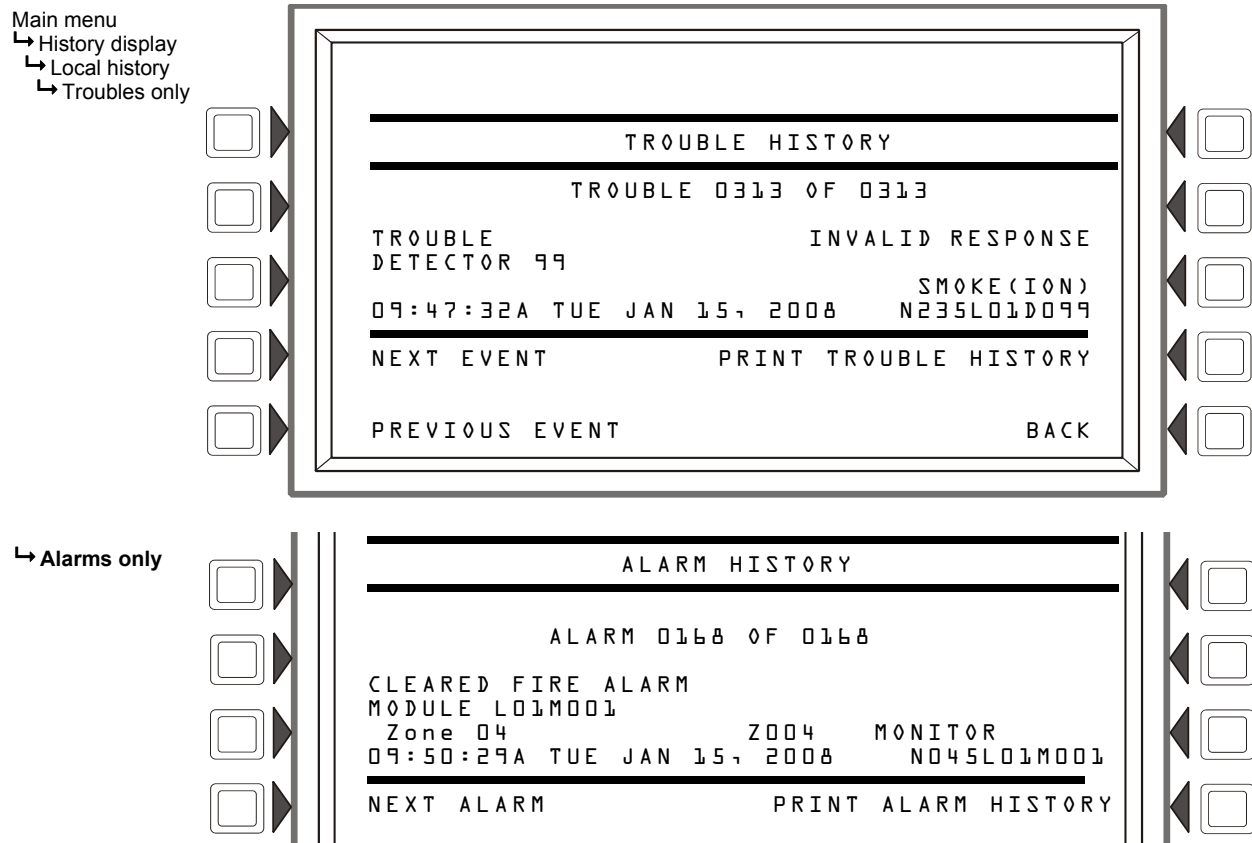 Main menu
History display
Local history
Troubles only
TROUBLE HISTORY
TROUBLE 0313 OF 0313
TROUBLE INVALID RESPONSE
DETECTOR 99
SMOKE(ION)
09:47:32A TUE JAN 15, 2008 N235L01D099
NEXT EVENT PRINT TROUBLE HISTORY
PREVIOUS EVENT BACK
Alarms only
ALARM HISTORY
ALARM 0168 OF 0168
CLEARED FIRE ALARM
MODULE L01M001
Zone 04 Z004 MONITOR
09:50:29A TUE JAN 15, 2008 N045L01M001
NEXT ALARM PRINT ALARM HISTORY